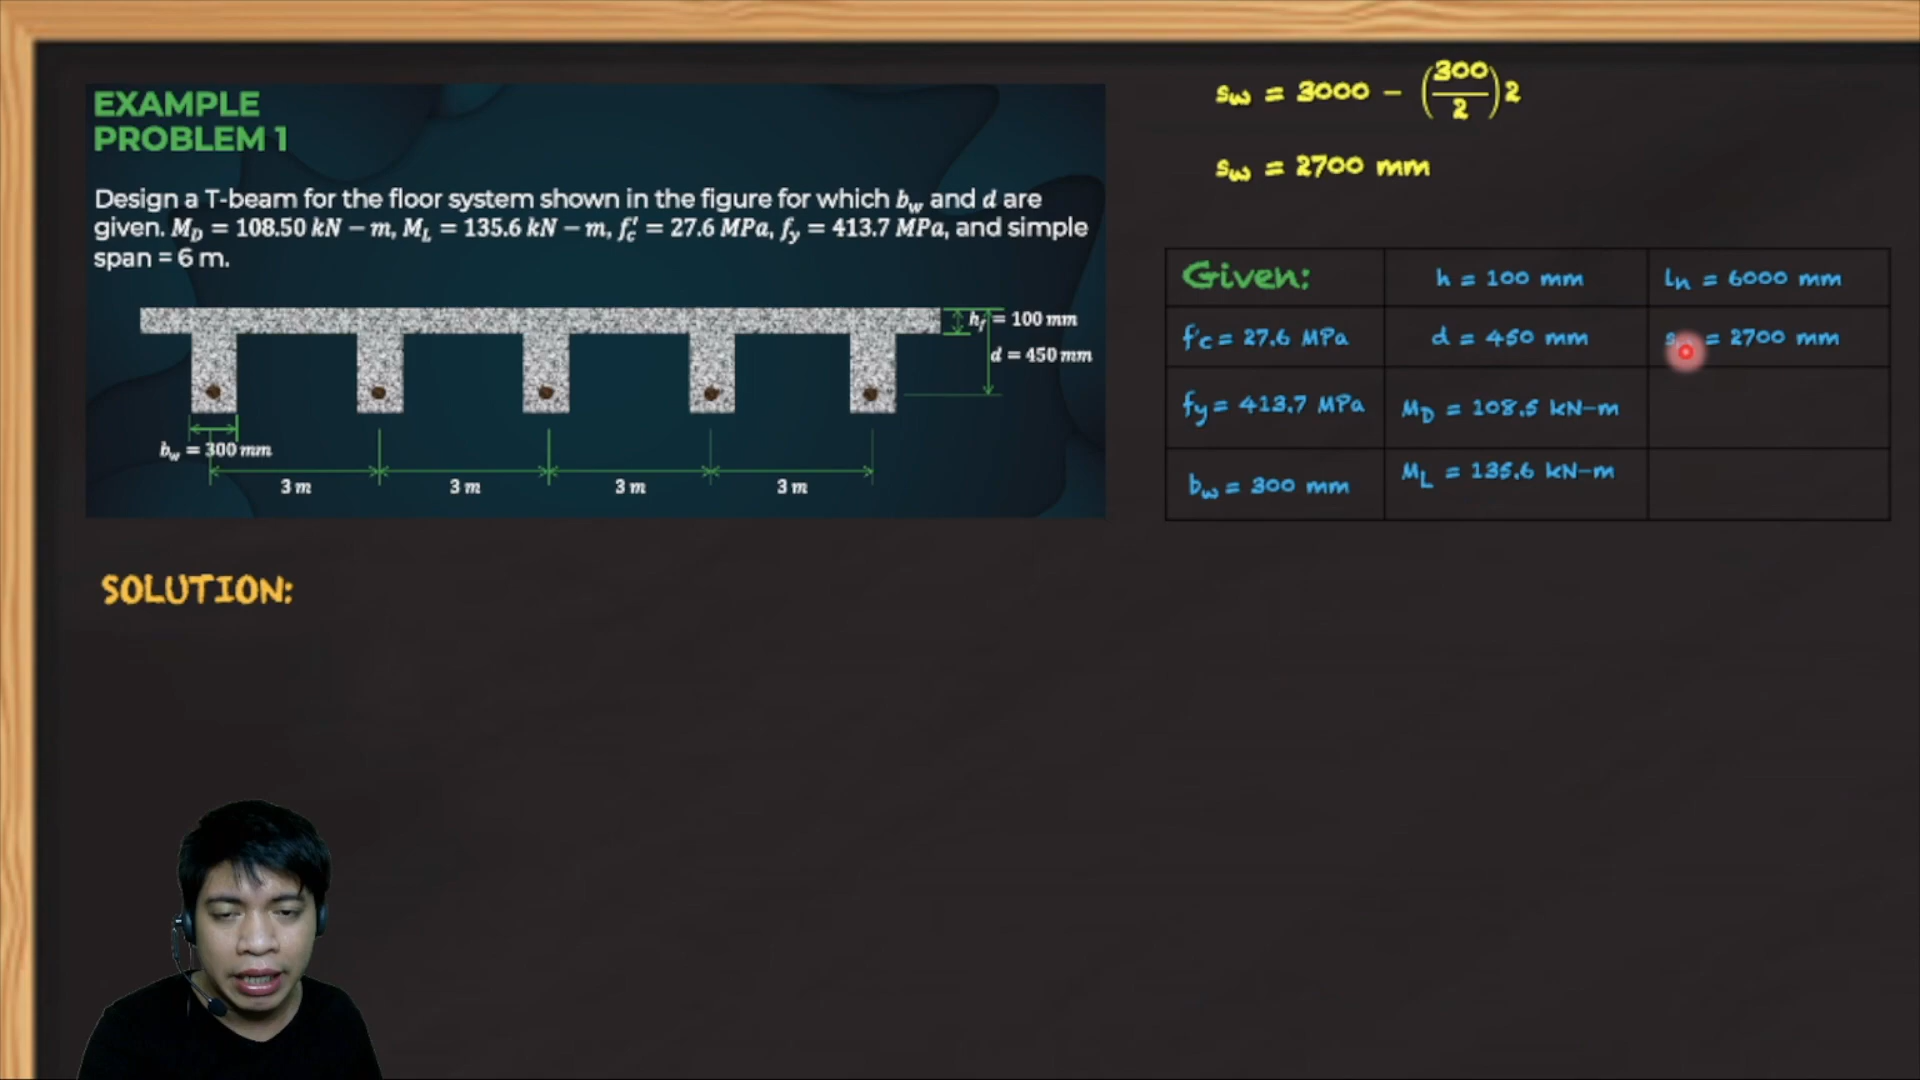 EXAMPLE
PROBLEM 1
Design a T-beam for the floor system shown in the figure for which b_w and d are
given. M_D = 108.50 kN − m, M_L = 135.6 kN − m, f_c' = 27.6 MPa, f_y = 413.7 MPa, and simple
span = 6 m.
h_f = 100 mm
d = 450 mm
b_w = 300 mm
3 m
3 m
3 m
3 m
s_w = 3000 − (300/2)2
s_w = 2700 mm
Given:
h = 100 mm
l_n = 6000 mm
f'c = 27.6 MPa
d = 450 mm
= 2700 mm
fy = 413.7 MPa
M_D = 108.5 kN-m
b_w = 300 mm
M_L = 135.6 kN-m
SOLUTION: